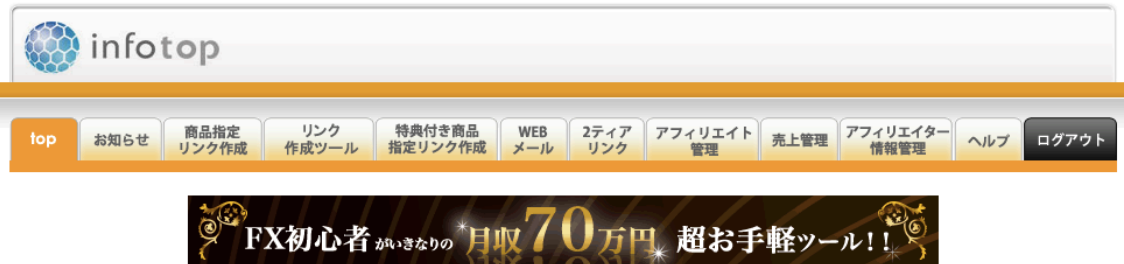 infotop
top
お知らせ
商品指定
リンク作成
リンク
作成ツール
特典付き商品
指定リンク作成
WEB
メール
2ティア
リンク
アフィリエイト
管理
売上管理
アフィリエイター
情報管理
ヘルプ
ログアウト
FX初心者がいきなりの月収70万円超お手軽ツール!!